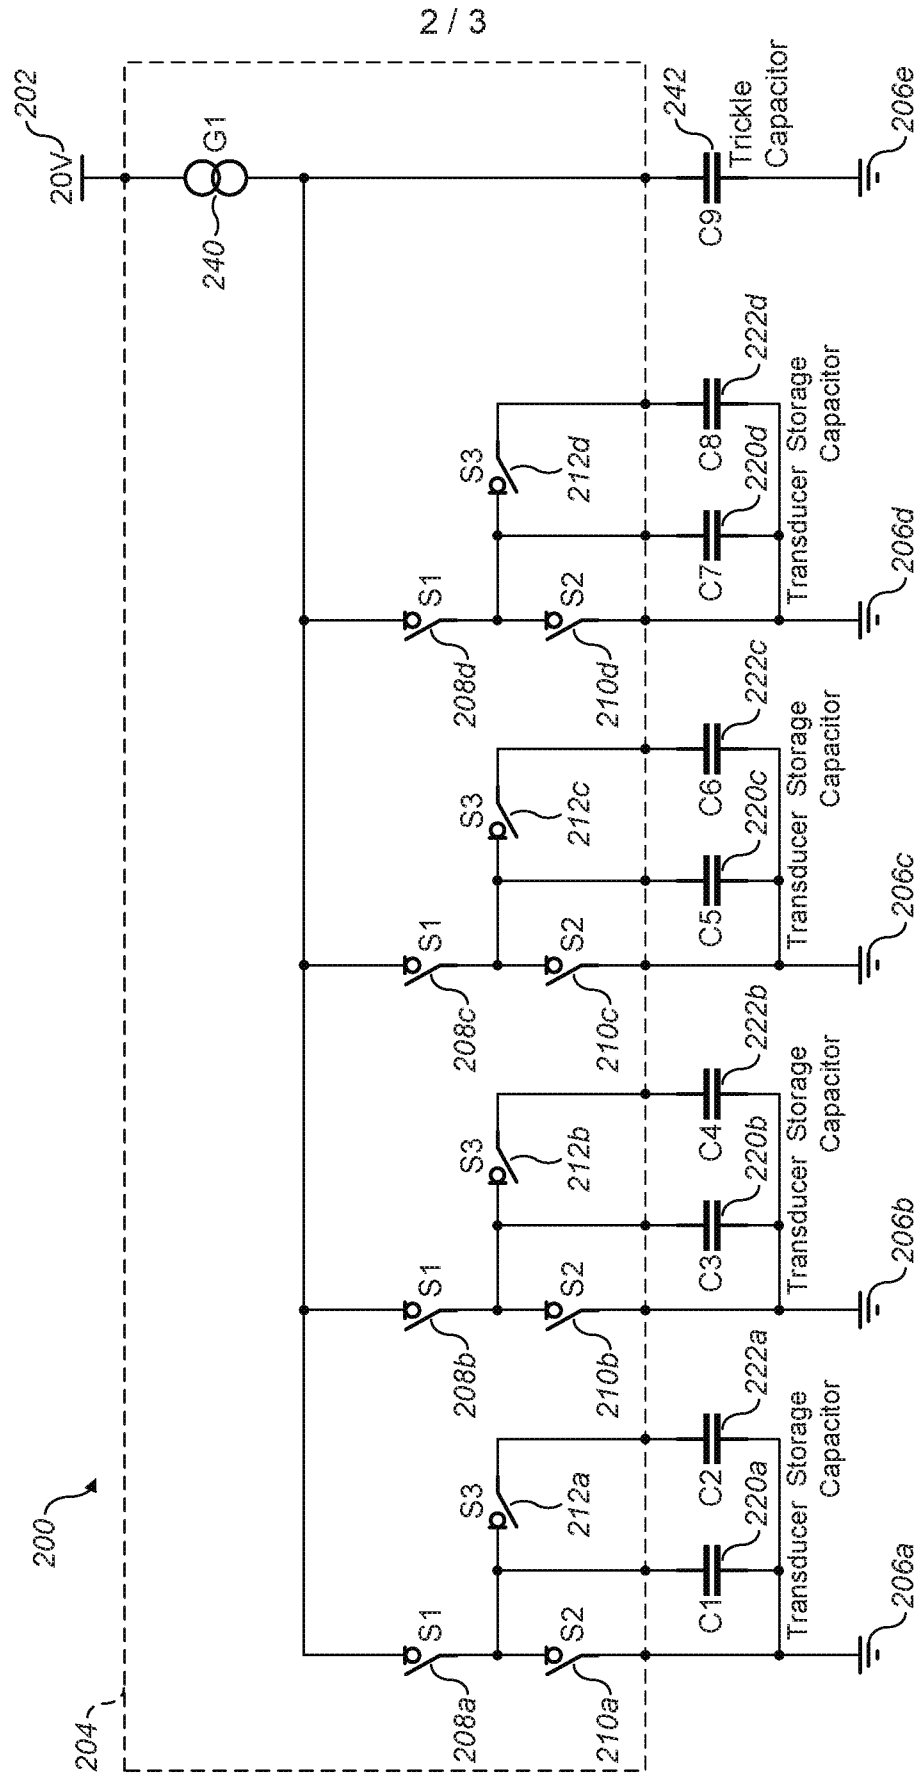 2 / 3
200
202
20V
204
G1
240
S1
208a
S2
210a
S3
212a
S1
208b
S2
210b
S3
212b
S1
208c
S2
210c
S3
212c
S1
208d
S2
210d
S3
212d
C1
220a
C2
222a
Transducer Storage
Capacitor
C3
220b
C4
222b
Transducer Storage
Capacitor
C5
220c
C6
222c
Transducer Storage
Capacitor
C7
220d
C8
222d
Transducer Storage
Capacitor
C9
242
Trickle
Capacitor
206a
206b
206c
206d
206e